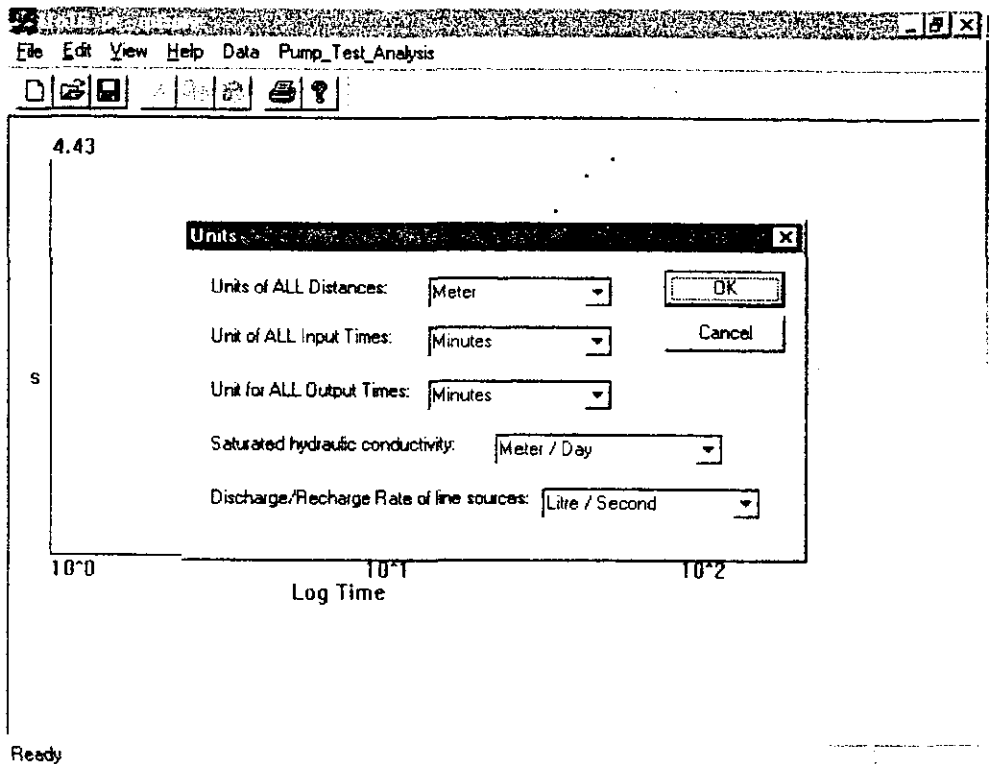 File Edit View Help Data Pump_Test_Analysis
4.43
Units
Units of ALL Distances: Meter
OK
Unit of ALL Input Times: Minutes
Cancel
s
Unit for ALL Output Times: Minutes
Saturated hydraulic conductivity: Meter / Day
Discharge/Recharge Rate of line sources: Litre / Second
10^0 10^1 10^2
Log Time
Ready